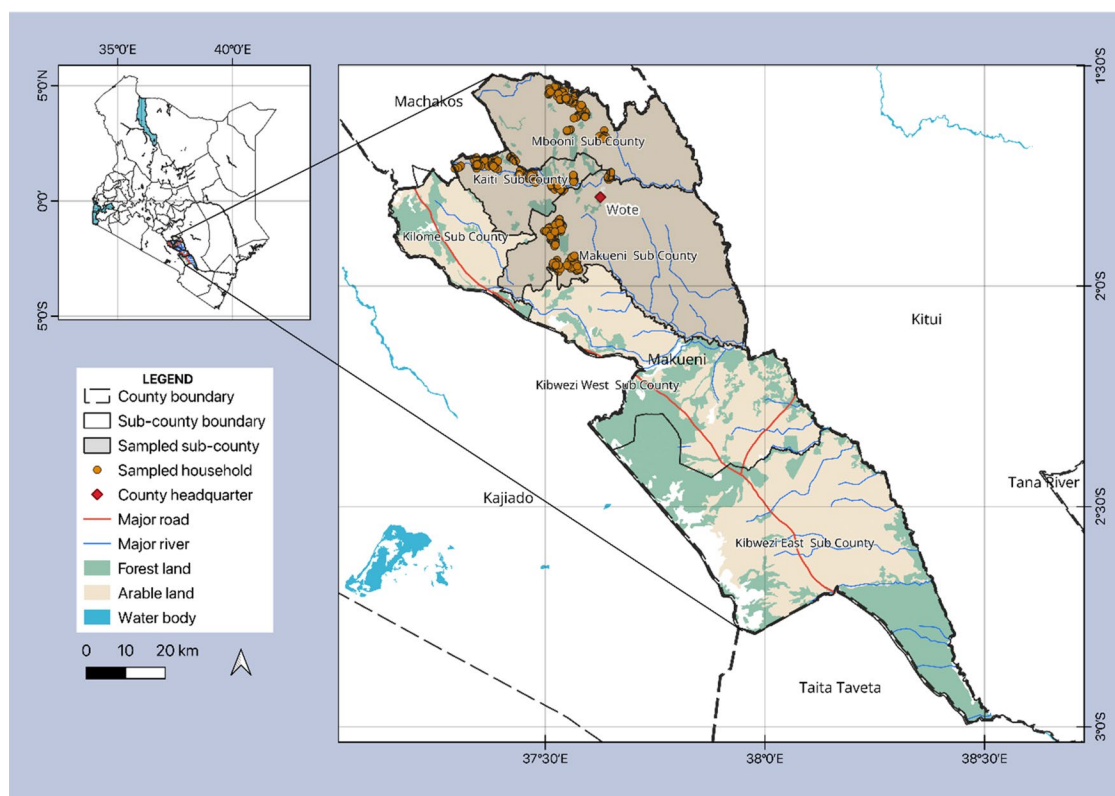 35°0′E 40°0′E
5°0′N
0°0′
5°0′S
1°30′S
Machakos
Mbooni Sub County
Kaiti Sub County
Wote
Kilome Sub County
Makueni Sub County
2°0′S
Kitui
Makueni
Kibwezi West Sub County
Tana River
Kajiado
2°30′S
Kibwezi East Sub County
Taita Taveta
3°0′S
37°30′E 38°0′E 38°30′E
LEGEND
County boundary
Sub-county boundary
Sampled sub-county
Sampled household
County headquarter
Major road
Major river
Forest land
Arable land
Water body
0 10 20 km